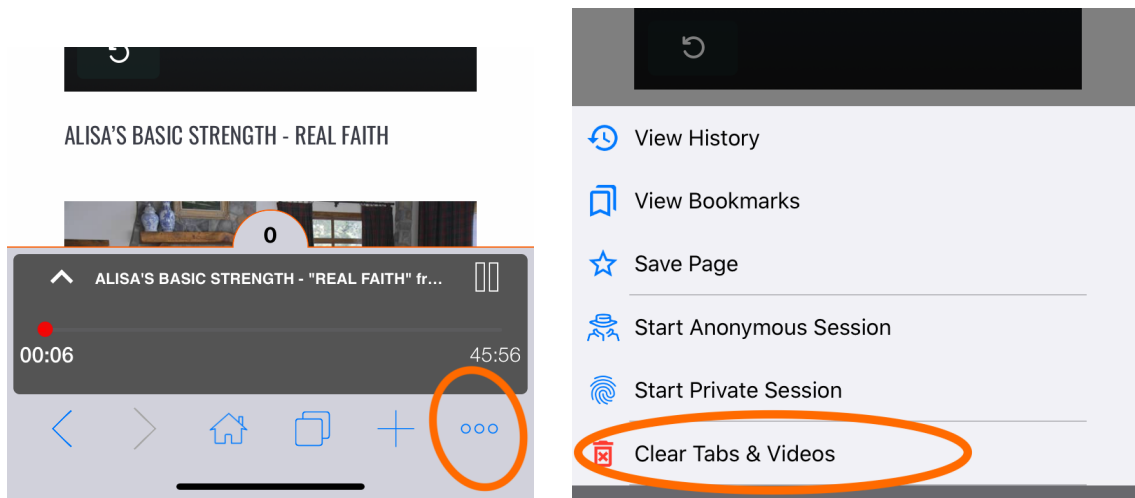 ALISA’S BASIC STRENGTH - REAL FAITH
0
ALISA'S BASIC STRENGTH - "REAL FAITH" fr...
00:06
45:56
View History
View Bookmarks
Save Page
Start Anonymous Session
Start Private Session
Clear Tabs & Videos